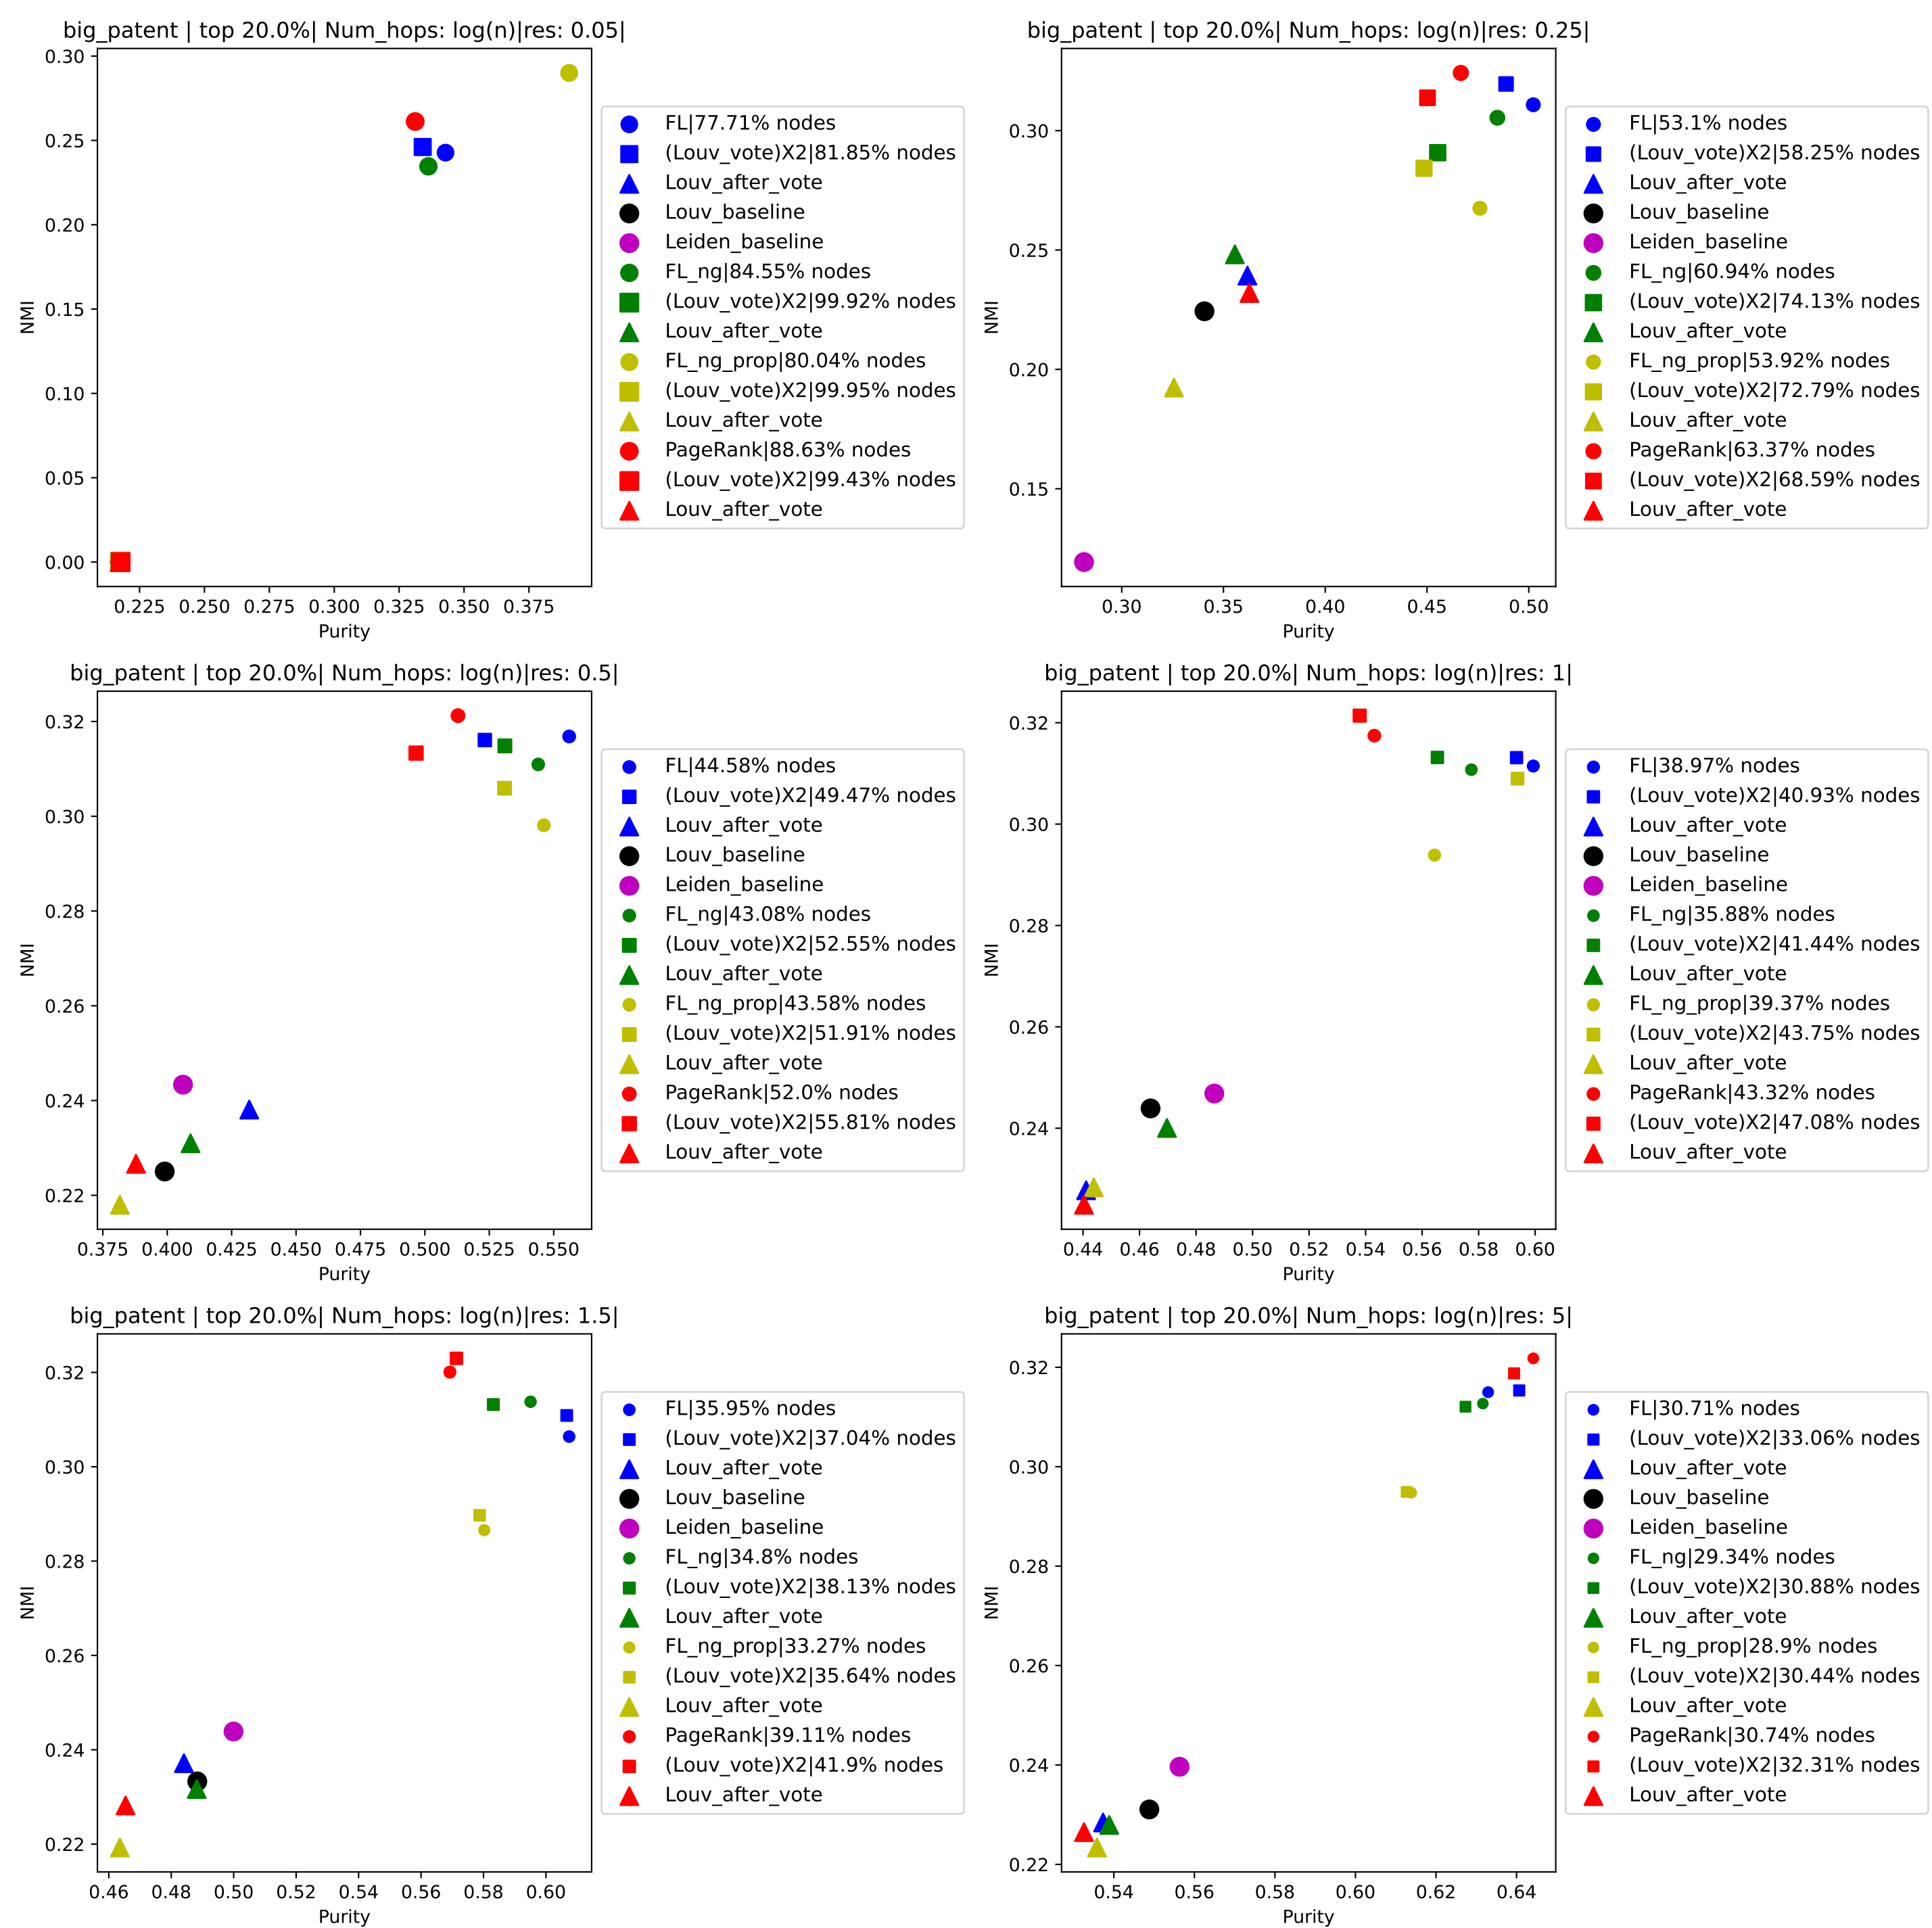 big_patent | top 20.0%| Num_hops: log(n)|res: 0.05|
0.30
0.25
0.20
0.15
0.10
0.05
0.00
NMI
0.225 0.250 0.275 0.300 0.325 0.350 0.375
Purity
FL|77.71% nodes
(Louv_vote)X2|81.85% nodes
Louv_after_vote
Louv_baseline
Leiden_baseline
FL_ng|84.55% nodes
(Louv_vote)X2|99.92% nodes
Louv_after_vote
FL_ng_prop|80.04% nodes
(Louv_vote)X2|99.95% nodes
Louv_after_vote
PageRank|88.63% nodes
(Louv_vote)X2|99.43% nodes
Louv_after_vote
big_patent | top 20.0%| Num_hops: log(n)|res: 0.25|
0.30
0.25
0.20
0.15
NMI
0.30 0.35 0.40 0.45 0.50
Purity
FL|53.1% nodes
(Louv_vote)X2|58.25% nodes
Louv_after_vote
Louv_baseline
Leiden_baseline
FL_ng|60.94% nodes
(Louv_vote)X2|74.13% nodes
Louv_after_vote
FL_ng_prop|53.92% nodes
(Louv_vote)X2|72.79% nodes
Louv_after_vote
PageRank|63.37% nodes
(Louv_vote)X2|68.59% nodes
Louv_after_vote
big_patent | top 20.0%| Num_hops: log(n)|res: 0.5|
0.32
0.30
0.28
0.26
0.24
0.22
NMI
0.375 0.400 0.425 0.450 0.475 0.500 0.525 0.550
Purity
FL|44.58% nodes
(Louv_vote)X2|49.47% nodes
Louv_after_vote
Louv_baseline
Leiden_baseline
FL_ng|43.08% nodes
(Louv_vote)X2|52.55% nodes
Louv_after_vote
FL_ng_prop|43.58% nodes
(Louv_vote)X2|51.91% nodes
Louv_after_vote
PageRank|52.0% nodes
(Louv_vote)X2|55.81% nodes
Louv_after_vote
big_patent | top 20.0%| Num_hops: log(n)|res: 1|
0.32
0.30
0.28
0.26
0.24
NMI
0.44 0.46 0.48 0.50 0.52 0.54 0.56 0.58 0.60
Purity
FL|38.97% nodes
(Louv_vote)X2|40.93% nodes
Louv_after_vote
Louv_baseline
Leiden_baseline
FL_ng|35.88% nodes
(Louv_vote)X2|41.44% nodes
Louv_after_vote
FL_ng_prop|39.37% nodes
(Louv_vote)X2|43.75% nodes
Louv_after_vote
PageRank|43.32% nodes
(Louv_vote)X2|47.08% nodes
Louv_after_vote
big_patent | top 20.0%| Num_hops: log(n)|res: 1.5|
0.32
0.30
0.28
0.26
0.24
0.22
NMI
0.46 0.48 0.50 0.52 0.54 0.56 0.58 0.60
Purity
FL|35.95% nodes
(Louv_vote)X2|37.04% nodes
Louv_after_vote
Louv_baseline
Leiden_baseline
FL_ng|34.8% nodes
(Louv_vote)X2|38.13% nodes
Louv_after_vote
FL_ng_prop|33.27% nodes
(Louv_vote)X2|35.64% nodes
Louv_after_vote
PageRank|39.11% nodes
(Louv_vote)X2|41.9% nodes
Louv_after_vote
big_patent | top 20.0%| Num_hops: log(n)|res: 5|
0.32
0.30
0.28
0.26
0.24
0.22
NMI
0.54 0.56 0.58 0.60 0.62 0.64
Purity
FL|30.71% nodes
(Louv_vote)X2|33.06% nodes
Louv_after_vote
Louv_baseline
Leiden_baseline
FL_ng|29.34% nodes
(Louv_vote)X2|30.88% nodes
Louv_after_vote
FL_ng_prop|28.9% nodes
(Louv_vote)X2|30.44% nodes
Louv_after_vote
PageRank|30.74% nodes
(Louv_vote)X2|32.31% nodes
Louv_after_vote